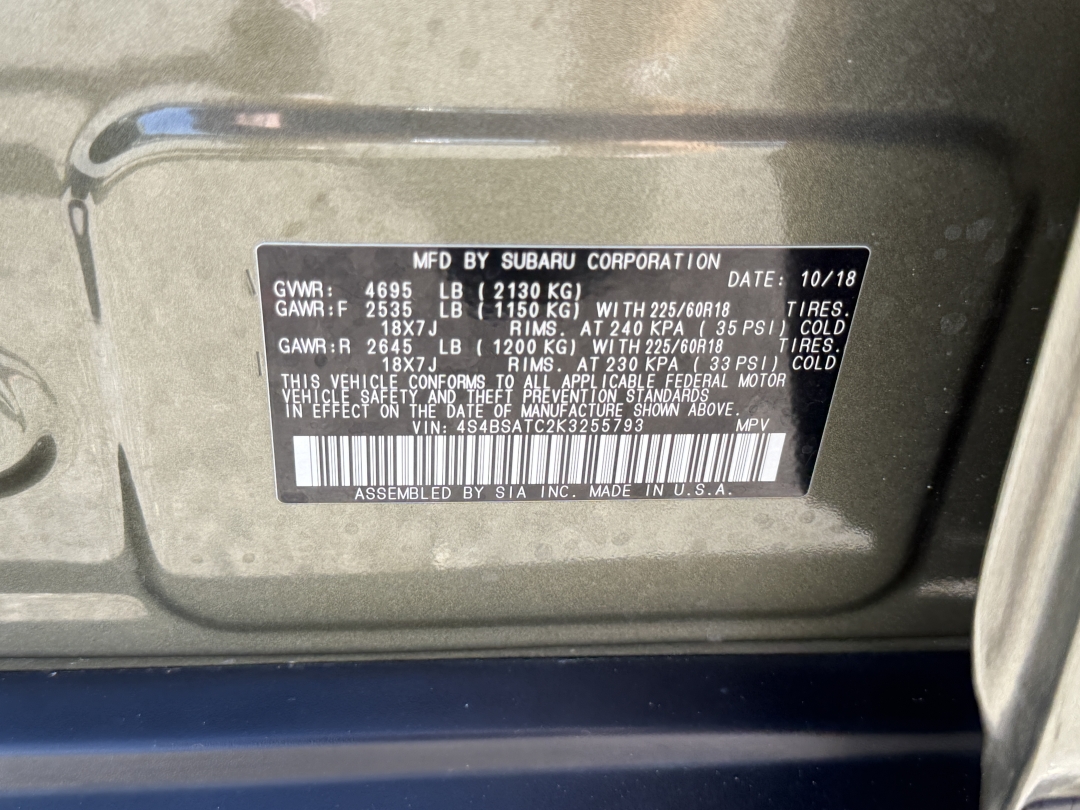 MFD BY SUBARU CORPORATION
DATE: 10/18
GVWR: 4695 LB ( 2130 KG)
GAWR:F 2535 LB ( 1150 KG) WITH 225/60R18 TIRES.
18X7J RIMS. AT 240 KPA ( 35 PSI) COLD
GAWR:R 2645 LB ( 1200 KG) WITH 225/60R18 TIRES.
18X7J RIMS. AT 230 KPA ( 33 PSI) COLD
THIS VEHICLE CONFORMS TO ALL APPLICABLE FEDERAL MOTOR
VEHICLE SAFETY AND THEFT PREVENTION STANDARDS
IN EFFECT ON THE DATE OF MANUFACTURE SHOWN ABOVE.
VIN: 4S4BSATC2K3255793 MPV
ASSEMBLED BY SIA INC. MADE IN U.S.A.